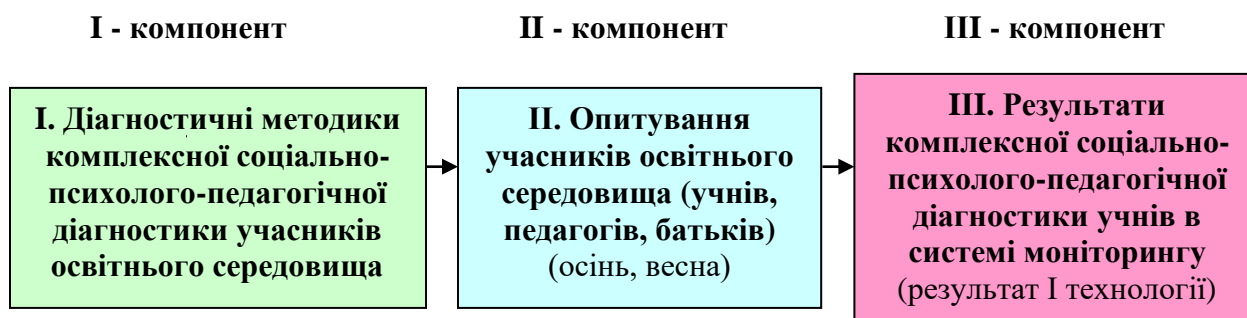 І - компонент
ІІ - компонент
ІІІ - компонент
І. Діагностичні методики
комплексної соціально-
психолого-педагогічної
діагностики учасників
освітнього середовища
ІІ. Опитування
учасників освітнього
середовища (учнів,
педагогів, батьків)
(осінь, весна)
ІІІ. Результати
комплексної соціально-
психолого-педагогічної
діагностики учнів в
системі моніторингу
(результат І технології)